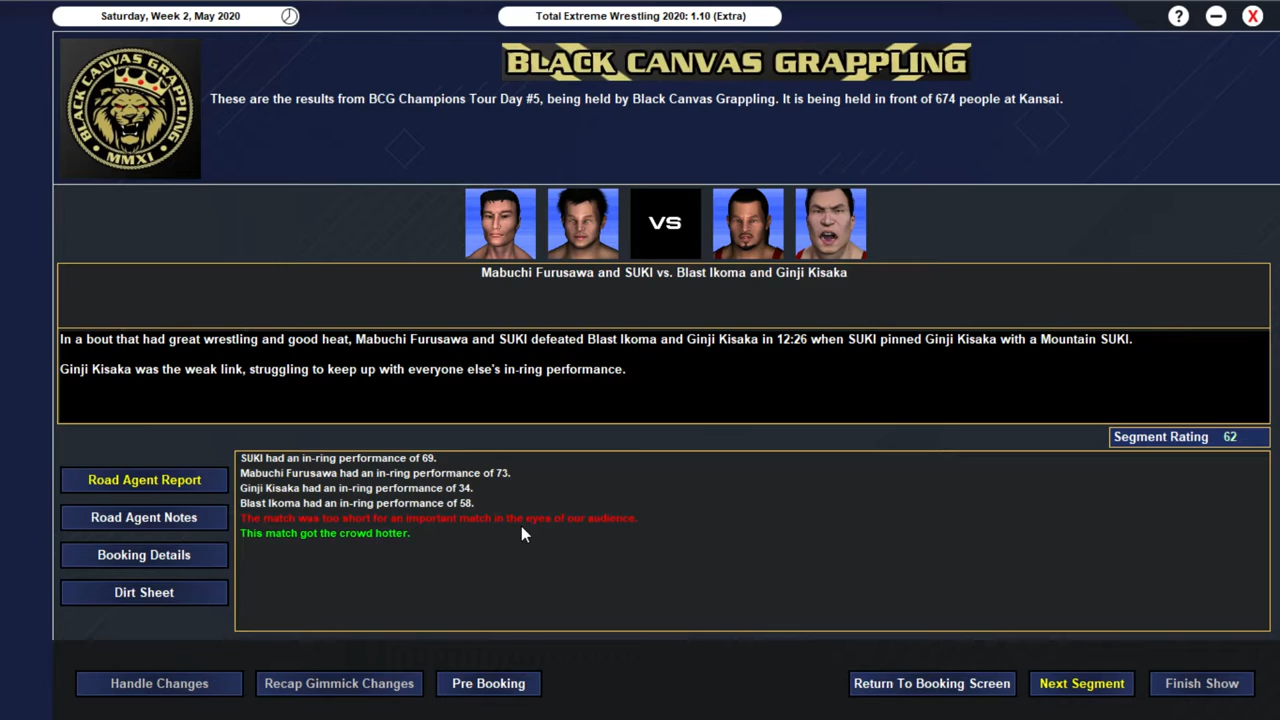 Saturday, Week 2, May 2020
Total Extreme Wrestling 2020: 1.10 (Extra)
?
X
BLACK CANVAS GRAPPLING
MMXI
BLACK CANVAS GRAPPLING
These are the results from BCG Champions Tour Day #5, being held by Black Canvas Grappling. It is being held in front of 674 people at Kansai.
VS
Mabuchi Furusawa and SUKI vs. Blast Ikoma and Ginji Kisaka
In a bout that had great wrestling and good heat, Mabuchi Furusawa and SUKI defeated Blast Ikoma and Ginji Kisaka in 12:26 when SUKI pinned Ginji Kisaka with a Mountain SUKI.
Ginji Kisaka was the weak link, struggling to keep up with everyone else's in-ring performance.
Segment Rating 62
Road Agent Report
Road Agent Notes
Booking Details
Dirt Sheet
SUKI had an in-ring performance of 69.
Mabuchi Furusawa had an in-ring performance of 73.
Ginji Kisaka had an in-ring performance of 34.
Blast Ikoma had an in-ring performance of 58.
The match was too short for an important match in the eyes of our audience.
This match got the crowd hotter.
Handle Changes
Recap Gimmick Changes
Pre Booking
Return To Booking Screen
Next Segment
Finish Show